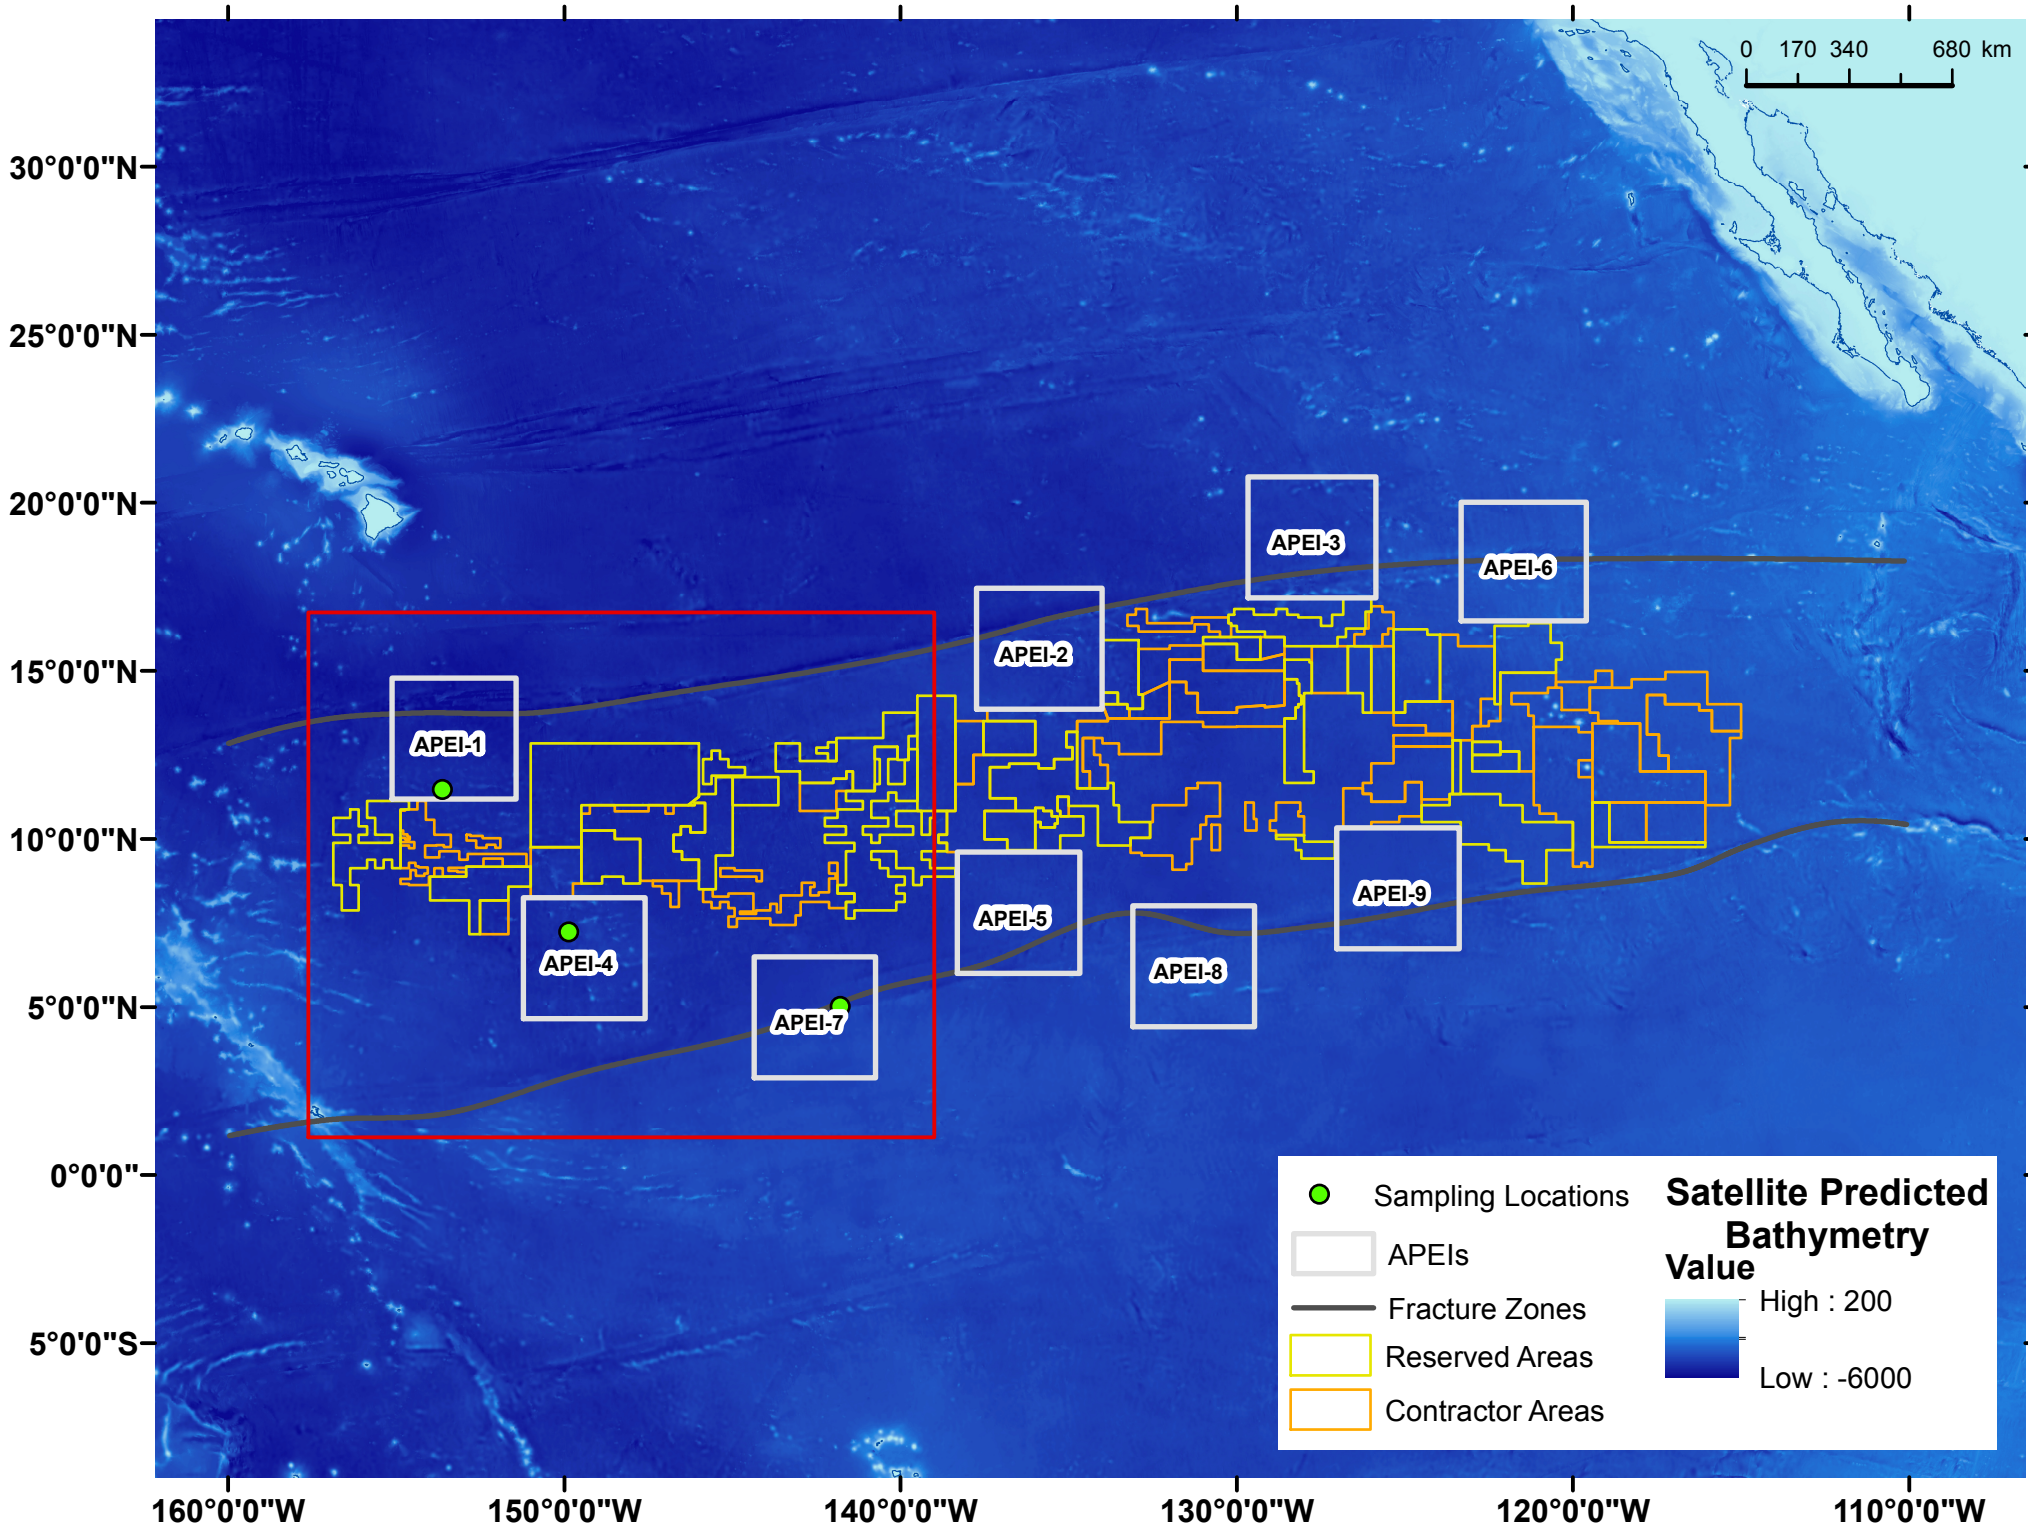 0 170 340 680 km
30°0'0"N
25°0'0"N
20°0'0"N
15°0'0"N
10°0'0"N
5°0'0"N
0°0'0"
5°0'0"S
APEI-3
APEI-6
APEI-2
APEI-1
APEI-9
APEI-5
APEI-4
APEI-8
APEI-7
Sampling Locations
APEIs
Fracture Zones
Reserved Areas
Contractor Areas
Satellite Predicted
Bathymetry
Value
High : 200
Low : -6000
160°0'0"W 150°0'0"W 140°0'0"W 130°0'0"W 120°0'0"W 110°0'0"W